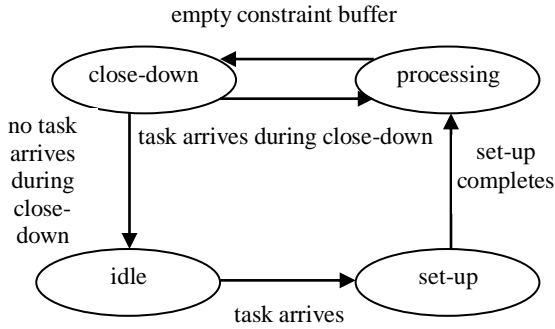 empty constraint buffer
close-down
processing
task arrives during close-down
no task
arrives
during
close-
down
set-up
completes
idle
set-up
task arrives